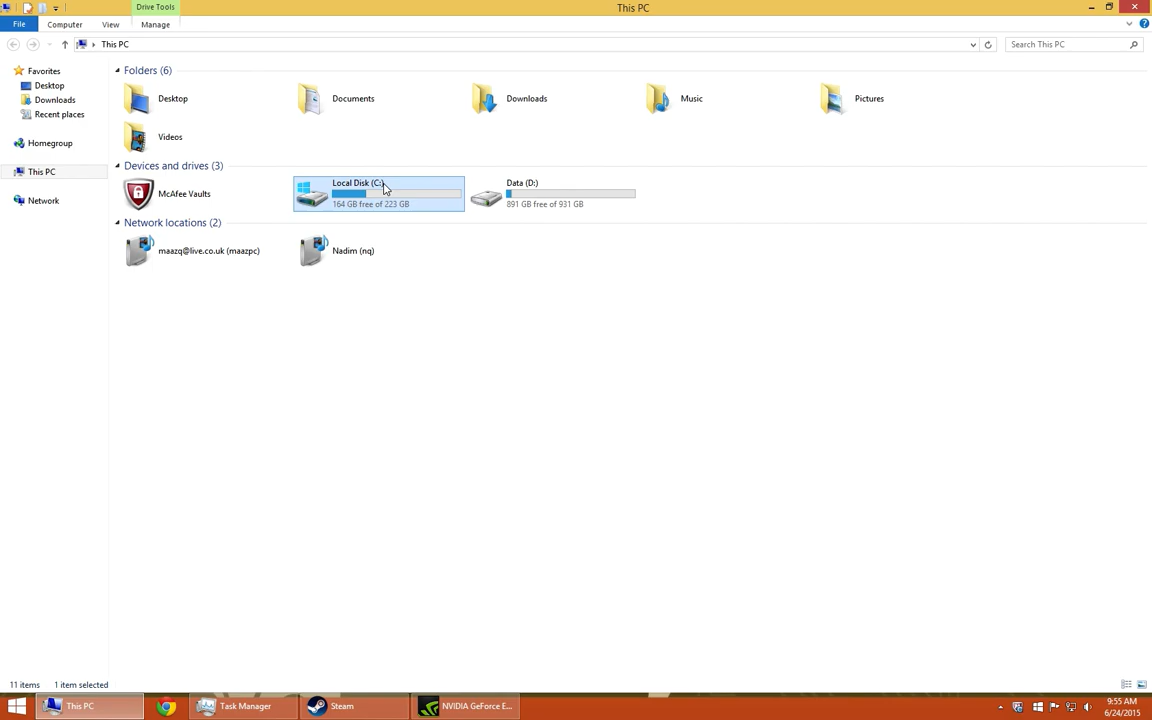 Drive Tools
This PC
File
Computer
View
Manage
This PC
Search This PC
Favorites
Desktop
Downloads
Recent places
Homegroup
This PC
Network
Folders (6)
Desktop
Documents
Downloads
Music
Pictures
Videos
Devices and drives (3)
McAfee Vaults
Local Disk (C:)
164 GB free of 223 GB
Data (D:)
891 GB free of 931 GB
Network locations (2)
maazq@live.co.uk (maazpc)
Nadim (nq)
11 items
1 item selected
This PC
Task Manager
Steam
NVIDIA GeForce E...
9:55 AM
6/24/2015